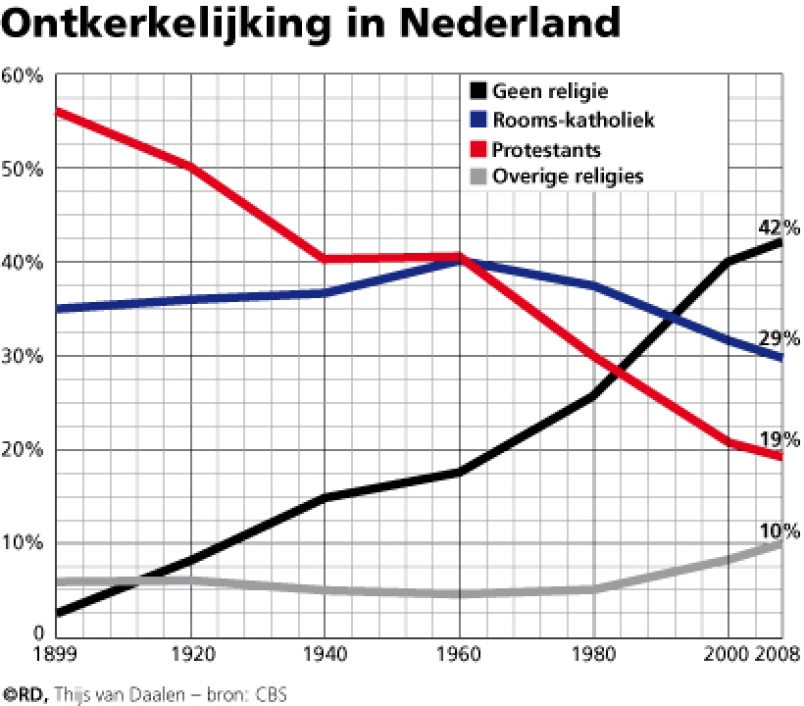 Ontkerkelijking in Nederland
60%
50%
40%
30%
20%
10%
0
Geen religie
Rooms-katholiek
Protestants
Overige religies
42%
29%
19%
10%
1899 1920 1940 1960 1980 2000 2008
©RD, Thijs van Daalen – bron: CBS